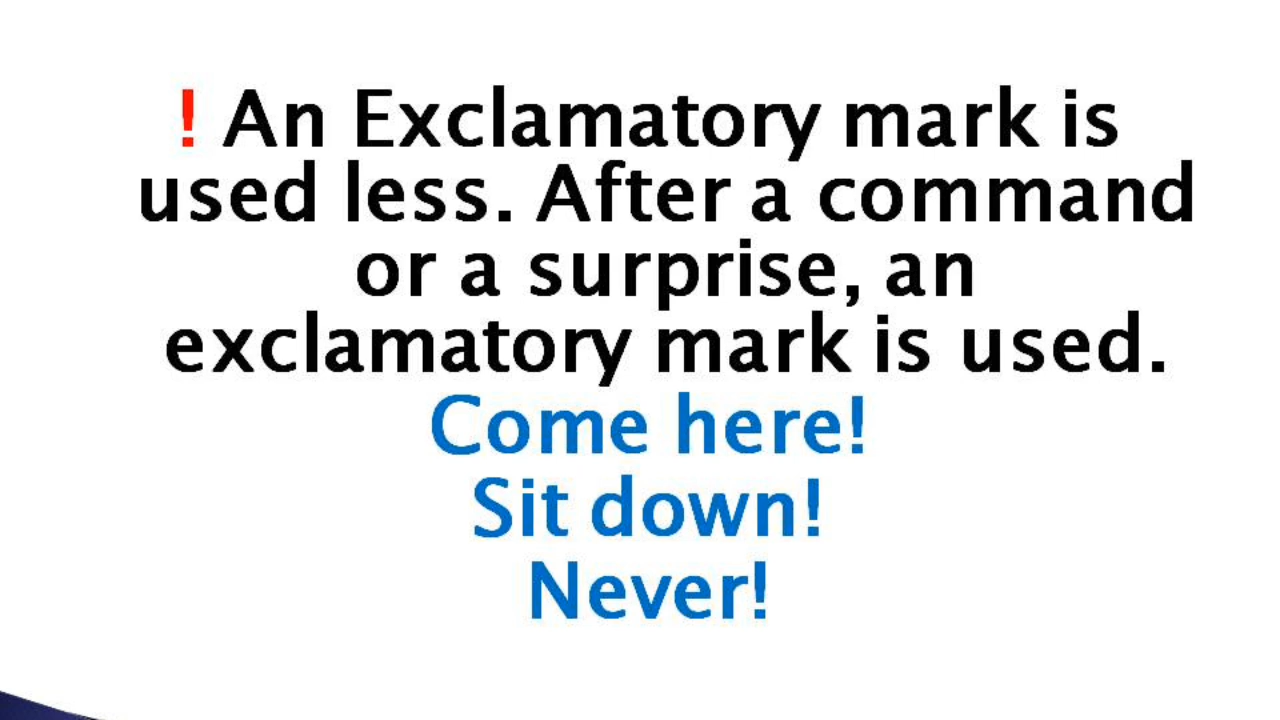 ! An Exclamatory mark is
used less. After a command
or a surprise, an
exclamatory mark is used.
Come here!
Sit down!
Never!